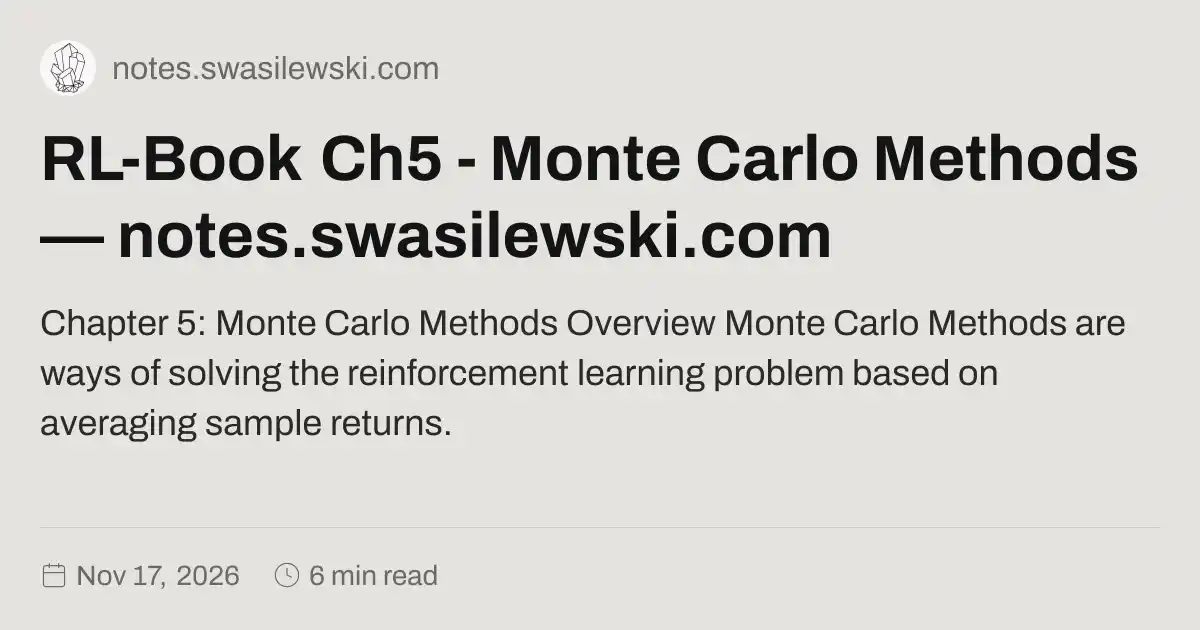 notes.swasilewski.com
RL-Book Ch5 - Monte Carlo Methods
— notes.swasilewski.com
Chapter 5: Monte Carlo Methods Overview Monte Carlo Methods are
ways of solving the reinforcement learning problem based on
averaging sample returns.
Nov 17, 2026 6 min read